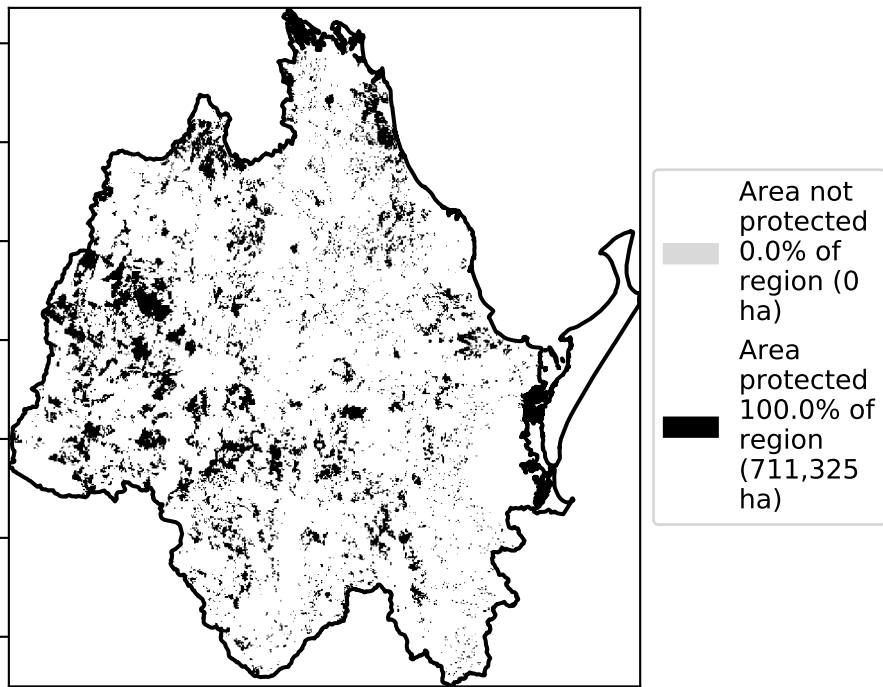 Area not
protected
0.0% of
region (0
ha)
Area
protected
100.0% of
region
(711,325
ha)